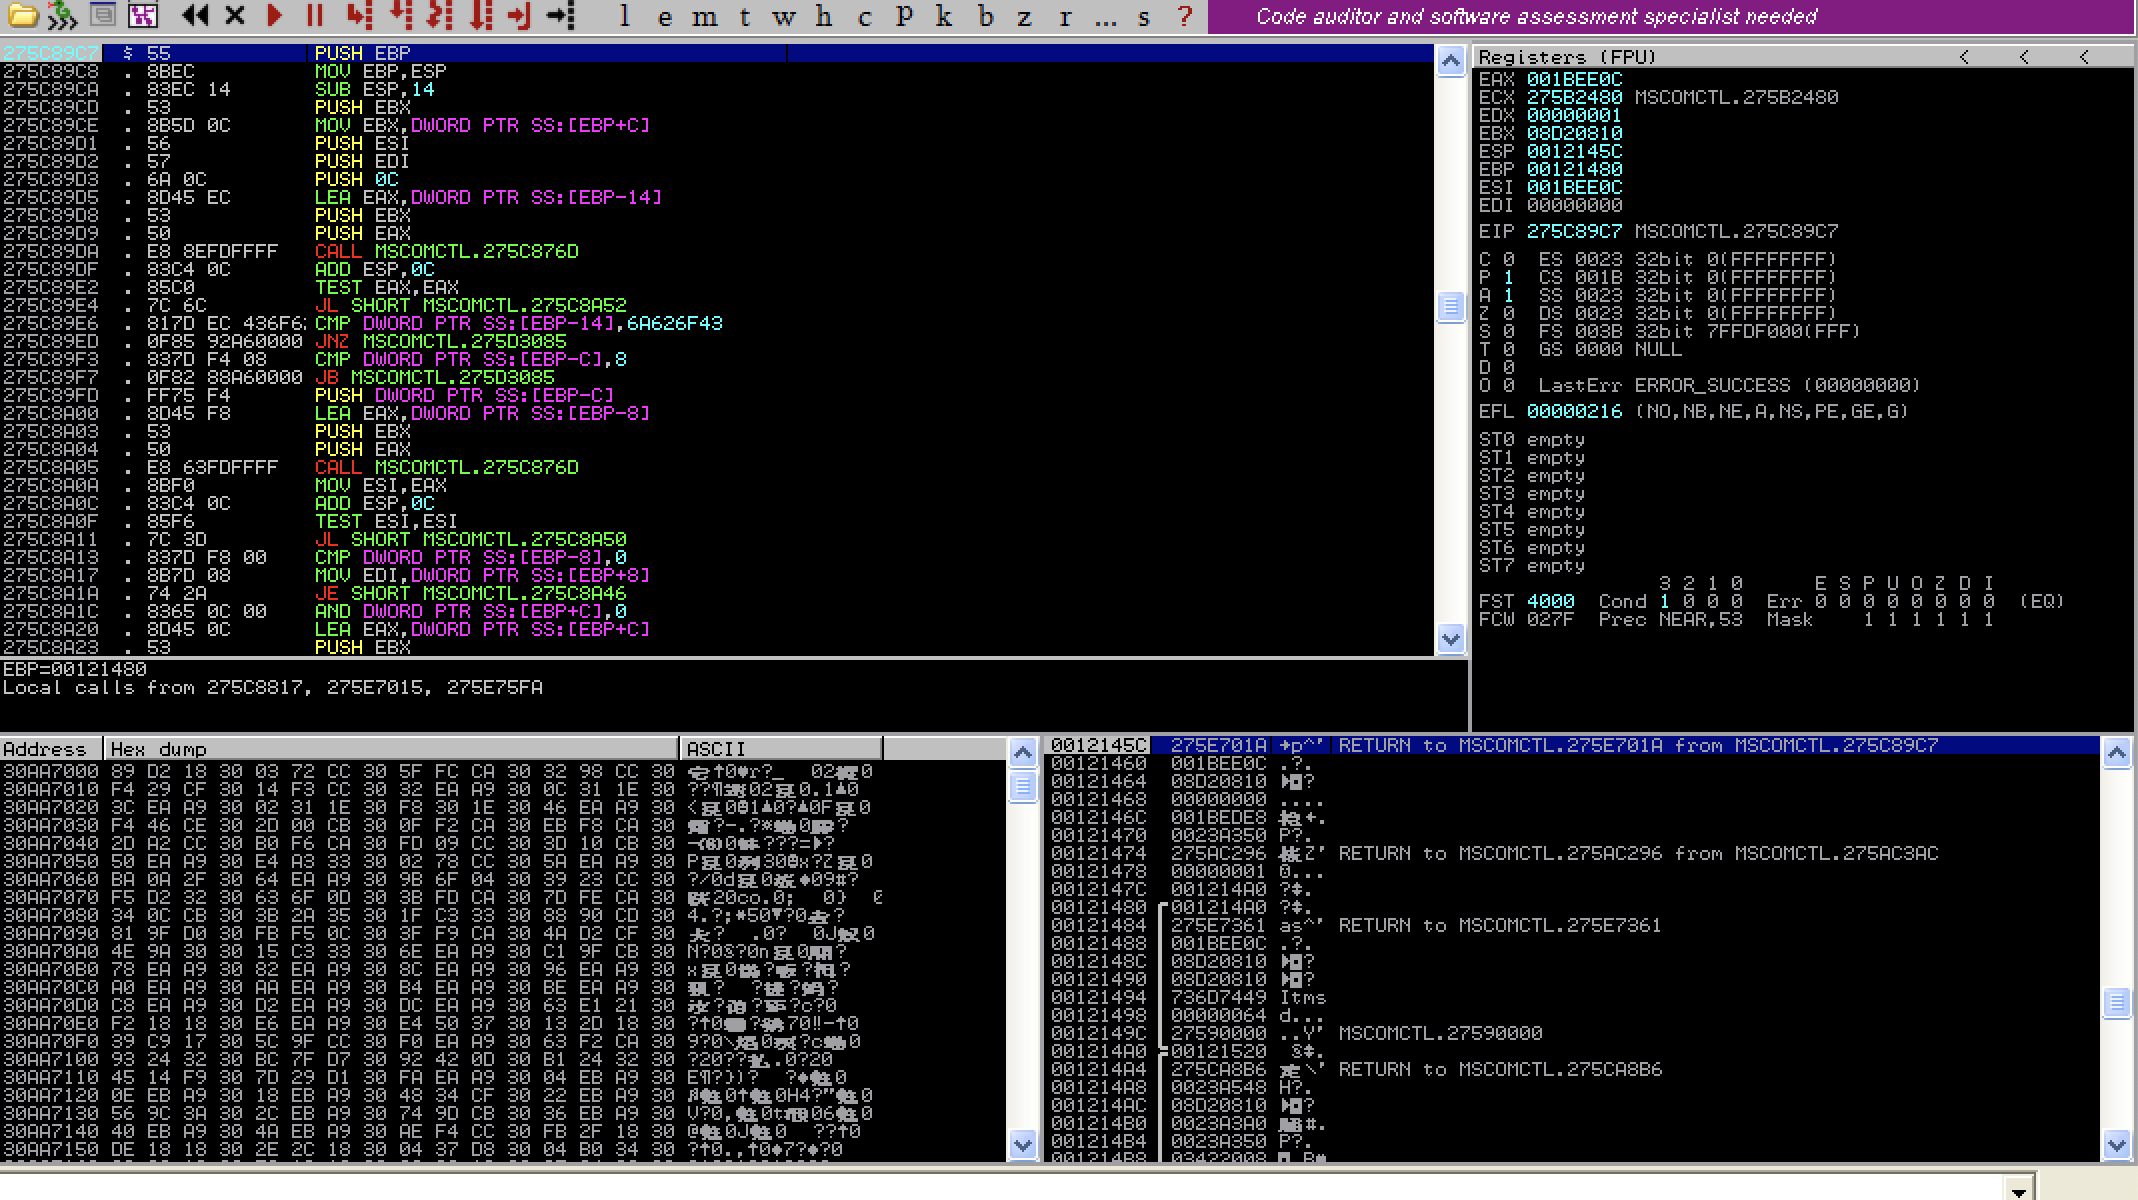 l e m t w h c P k b z r ... s ?
Code auditor and software assessment specialist needed
275C89C7 $ 55 PUSH EBP
275C89C8 . 8BEC MOV EBP,ESP
275C89CA . 83EC 14 SUB ESP,14
275C89CD . 53 PUSH EBX
275C89CE . 8B5D 0C MOV EBX,DWORD PTR SS:[EBP+C]
275C89D1 . 56 PUSH ESI
275C89D2 . 57 PUSH EDI
275C89D3 . 6A 0C PUSH 0C
275C89D5 . 8D45 EC LEA EAX,DWORD PTR SS:[EBP-14]
275C89D8 . 53 PUSH EBX
275C89D9 . 50 PUSH EAX
275C89DA . E8 8EFDFFFF CALL MSCOMCTL.275C876D
275C89DF . 83C4 0C ADD ESP,0C
275C89E2 . 85C0 TEST EAX,EAX
275C89E4 . 7C 6C JL SHORT MSCOMCTL.275C8A52
275C89E6 . 817D EC 436F6: CMP DWORD PTR SS:[EBP-14],6A626F43
275C89ED . 0F85 92A60000 JNZ MSCOMCTL.275D3085
275C89F3 . 837D F4 08 CMP DWORD PTR SS:[EBP-C],8
275C89F7 . 0F82 88A60000 JB MSCOMCTL.275D3085
275C89FD . FF75 F4 PUSH DWORD PTR SS:[EBP-C]
275C8A00 . 8D45 F8 LEA EAX,DWORD PTR SS:[EBP-8]
275C8A03 . 53 PUSH EBX
275C8A04 . 50 PUSH EAX
275C8A05 . E8 63FDFFFF CALL MSCOMCTL.275C876D
275C8A0A . 8BF0 MOV ESI,EAX
275C8A0C . 83C4 0C ADD ESP,0C
275C8A0F . 85F6 TEST ESI,ESI
275C8A11 . 7C 3D JL SHORT MSCOMCTL.275C8A50
275C8A13 . 837D F8 00 CMP DWORD PTR SS:[EBP-8],0
275C8A17 . 8B7D 08 MOV EDI,DWORD PTR SS:[EBP+8]
275C8A1A . 74 2A JE SHORT MSCOMCTL.275C8A46
275C8A1C . 8365 0C 00 AND DWORD PTR SS:[EBP+C],0
275C8A20 . 8D45 0C LEA EAX,DWORD PTR SS:[EBP+C]
275C8A23 . 53 PUSH EBX
EBP=00121480
Local calls from 275C8817, 275E7015, 275E75FA
Registers (FPU) < < <
EAX 001BEE0C
ECX 275B2480 MSCOMCTL.275B2480
EDX 00000001
EBX 08D20810
ESP 0012145C
EBP 00121480
ESI 001BEE0C
EDI 00000000
EIP 275C89C7 MSCOMCTL.275C89C7
C 0 ES 0023 32bit 0(FFFFFFFF)
P 1 CS 001B 32bit 0(FFFFFFFF)
A 1 SS 0023 32bit 0(FFFFFFFF)
Z 0 DS 0023 32bit 0(FFFFFFFF)
S 0 FS 003B 32bit 7FFDF000(FFF)
T 0 GS 0000 NULL
D 0
O 0 LastErr ERROR_SUCCESS (00000000)
EFL 00000216 (NO,NB,NE,A,NS,PE,GE,G)
ST0 empty
ST1 empty
ST2 empty
ST3 empty
ST4 empty
ST5 empty
ST6 empty
ST7 empty
3 2 1 0 E S P U O Z D I
FST 4000 Cond 1 0 0 0 Err 0 0 0 0 0 0 0 0 (EQ)
FCW 027F Prec NEAR,53 Mask 1 1 1 1 1 1
Address Hex dump ASCII
30AA7000 89 D2 18 30 03 72 CC 30 5F FC CA 30 32 98 CC 30
30AA7010 F4 29 CF 30 14 F3 CC 30 32 EA A9 30 0C 31 1E 30
30AA7020 3C EA A9 30 02 31 1E 30 F8 30 1E 30 46 EA A9 30
30AA7030 F4 46 CE 30 2D 00 CB 30 0F F2 CA 30 EB F8 CA 30
30AA7040 2D A2 CC 30 B0 F6 CA 30 FD 09 CC 30 3D 10 CB 30
30AA7050 50 EA A9 30 E4 A3 33 30 02 78 CC 30 5A EA A9 30
30AA7060 BA 0A 2F 30 64 EA A9 30 9B 6F 04 30 39 23 CC 30
30AA7070 F5 D2 32 30 63 6F 0D 30 3B FD CA 30 7D FE CA 30
30AA7080 34 0C CB 30 3B 2A 35 30 1F C3 33 30 88 90 CD 30
30AA7090 81 9F D0 30 FB F5 0C 30 3F F9 CA 30 4A D2 CF 30
30AA70A0 4E 9A 30 30 15 C3 33 30 6E EA A9 30 C1 9F CB 30
30AA70B0 78 EA A9 30 82 EA A9 30 8C EA A9 30 96 EA A9 30
30AA70C0 A0 EA A9 30 AA EA A9 30 B4 EA A9 30 BE EA A9 30
30AA70D0 C8 EA A9 30 D2 EA A9 30 DC EA A9 30 63 E1 21 30
30AA70E0 F2 18 18 30 E6 EA A9 30 E4 50 37 30 13 2D 18 30
30AA70F0 39 C9 17 30 5C 9F CC 30 F0 EA A9 30 63 F2 CA 30
30AA7100 93 24 32 30 BC 7F D7 30 92 42 0D 30 B1 24 32 30
30AA7110 45 14 F9 30 7D 29 D1 30 FA EA A9 30 04 EB A9 30
30AA7120 0E EB A9 30 18 EB A9 30 48 34 CF 30 22 EB A9 30
30AA7130 56 9C 3A 30 2C EB A9 30 74 9D CB 30 36 EB A9 30
30AA7140 40 EB A9 30 4A EB A9 30 AE F4 CC 30 FB 2F 18 30
30AA7150 DE 18 18 30 2E 2C 18 30 04 37 D8 30 04 B0 34 30
0012145C 275E701A RETURN to MSCOMCTL.275E701A from MSCOMCTL.275C89C7
00121460 001BEE0C .?.
00121464 08D20810
00121468 00000000 ....
0012146C 001BEDE8
00121470 0023A350 P?.
00121474 275AC296 RETURN to MSCOMCTL.275AC296 from MSCOMCTL.275AC3AC
00121478 00000001
0012147C 001214A0
00121480 001214A0
00121484 275E7361 as^' RETURN to MSCOMCTL.275E7361
00121488 001BEE0C .?.
0012148C 08D20810
00121490 08D20810
00121494 736D7449 Itms
00121498 00000064 d...
0012149C 27590000 ..Y' MSCOMCTL.27590000
001214A0 00121520
001214A4 275CA8B6 RETURN to MSCOMCTL.275CA8B6
001214A8 0023A548 H?.
001214AC 08D20810
001214B0 0023A3A0
001214B4 0023A350 P?.
001214B8 03422008